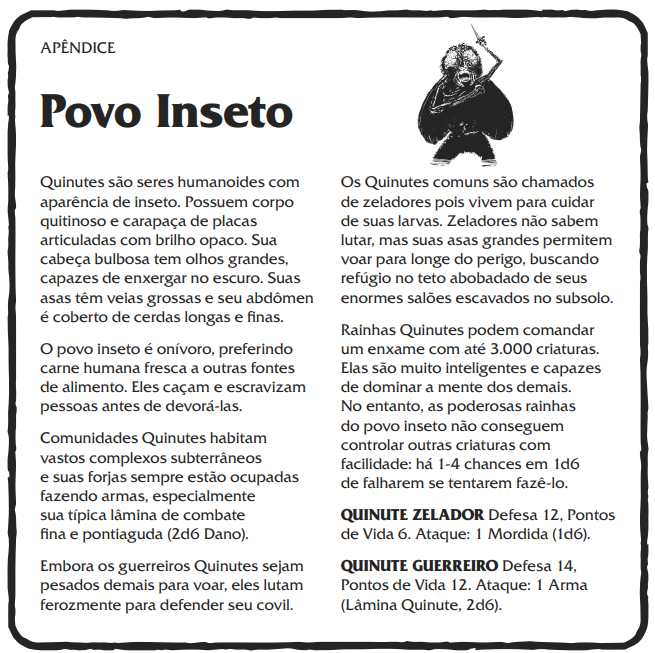 APÊNDICE
Povo Inseto
Quinutes são seres humanoides com
aparência de inseto. Possuem corpo
quitinoso e carapaça de placas
articuladas com brilho opaco. Sua
cabeça bulbosa tem olhos grandes,
capazes de enxergar no escuro. Suas
asas têm veias grossas e seu abdômen
é coberto de cerdas longas e finas.
O povo inseto é onívoro, preferindo
carne humana fresca a outras fontes
de alimento. Eles caçam e escravizam
pessoas antes de devorá-las.
Comunidades Quinutes habitam
vastos complexos subterrâneos
e suas forjas sempre estão ocupadas
fazendo armas, especialmente
sua típica lâmina de combate
fina e pontiaguda (2d6 Dano).
Embora os guerreiros Quinutes sejam
pesados demais para voar, eles lutam
ferozmente para defender seu covil.
Os Quinutes comuns são chamados
de zeladores pois vivem para cuidar
de suas larvas. Zeladores não sabem
lutar, mas suas asas grandes permitem
voar para longe do perigo, buscando
refúgio no teto abobadado de seus
enormes salões escavados no subsolo.
Rainhas Quinutes podem comandar
um enxame com até 3.000 criaturas.
Elas são muito inteligentes e capazes
de dominar a mente dos demais.
No entanto, as poderosas rainhas
do povo inseto não conseguem
controlar outras criaturas com
facilidade: há 1-4 chances em 1d6
de falharem se tentarem fazê-lo.
QUINUTE ZELADOR Defesa 12, Pontos
de Vida 6. Ataque: 1 Mordida (1d6).
QUINUTE GUERREIRO Defesa 14,
Pontos de Vida 12. Ataque: 1 Arma
(Lâmina Quinute, 2d6).